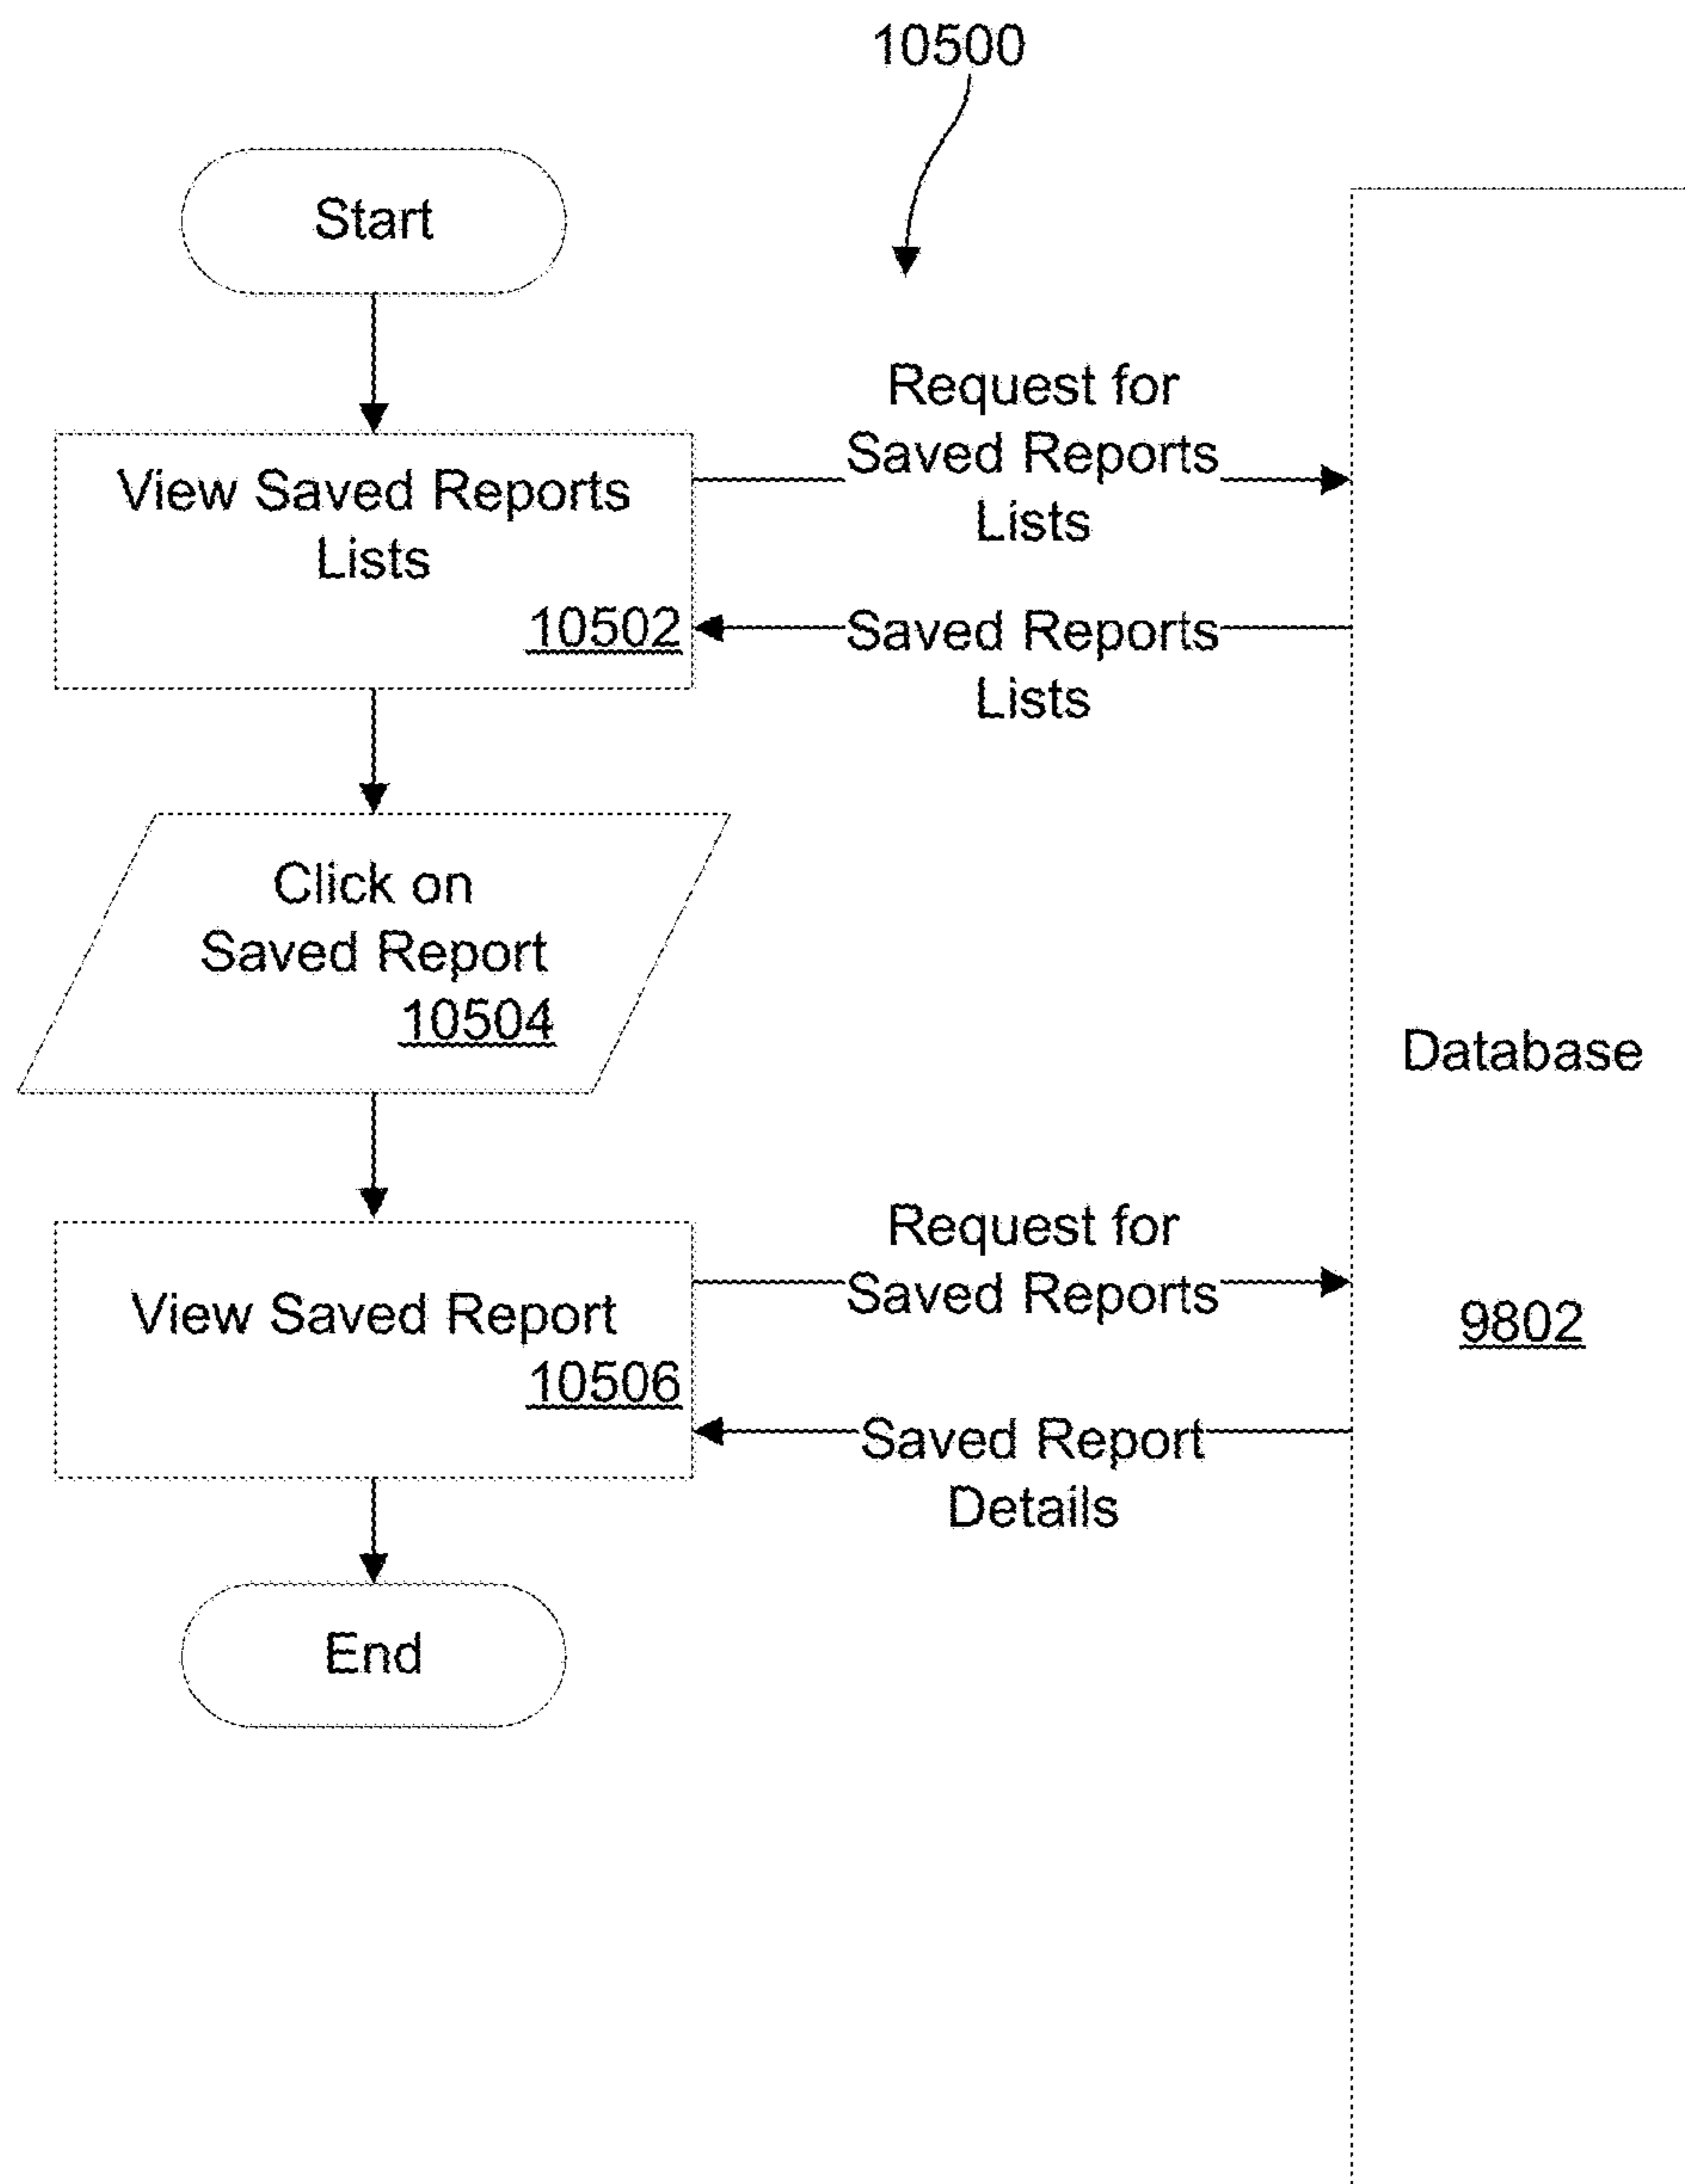 10500
Start
View Saved Reports
Lists
10502
Request for
Saved Reports
Lists
Saved Reports
Lists
Click on
Saved Report
10504
Database
9802
View Saved Report
10506
Request for
Saved Reports
Saved Report
Details
End